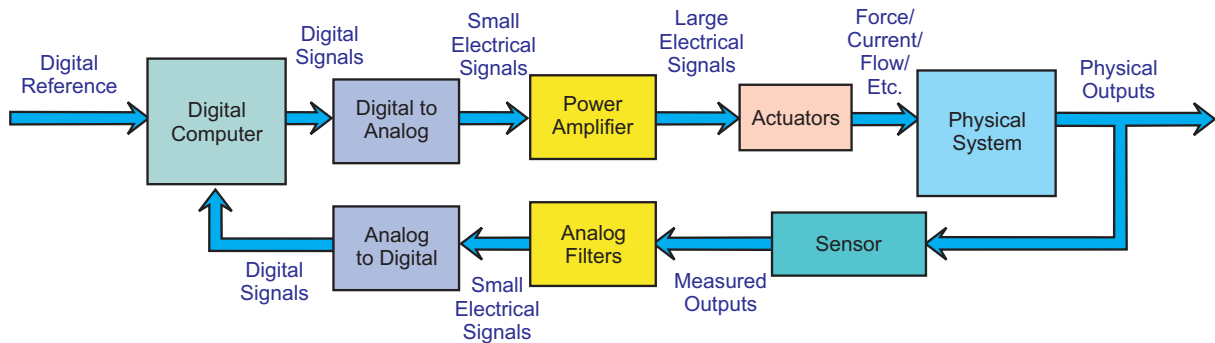 Digital
Reference
Digital
Computer
Digital
Signals
Digital to
Analog
Small
Electrical
Signals
Power
Amplifier
Large
Electrical
Signals
Actuators
Force/
Current/
Flow/
Etc.
Physical
System
Physical
Outputs
Sensor
Measured
Outputs
Analog
Filters
Small
Electrical
Signals
Analog
to Digital
Digital
Signals